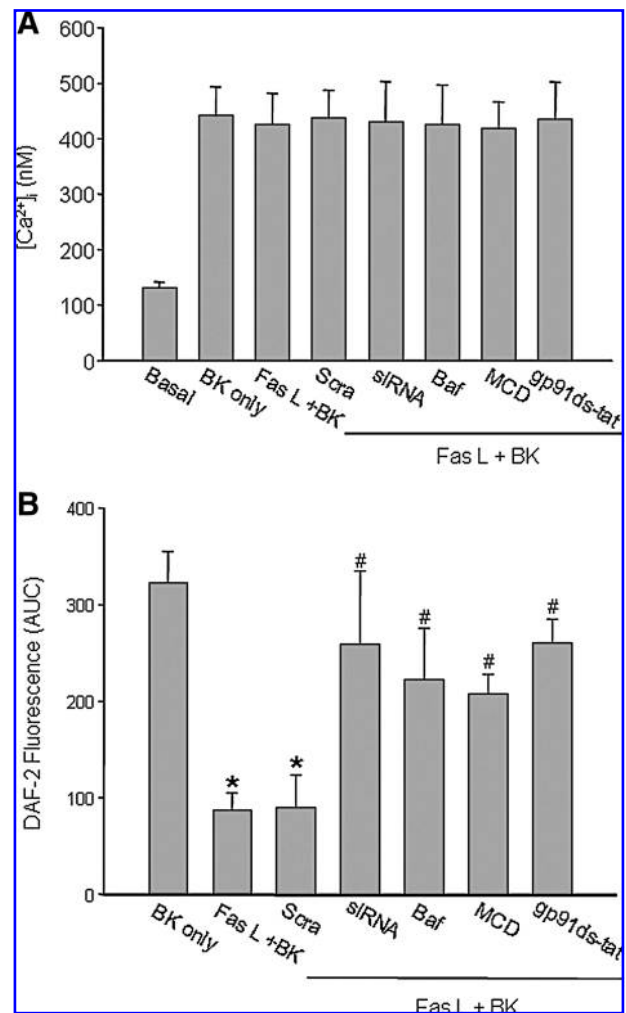 A
600
500
400
300
200
100
0
[Ca²⁺]i (nM)
Basal
BK only
Fas L +BK
Scra
siRNA
Baf
MCD
gp91ds-tat
Fas L + BK
B
400
300
200
100
0
DAF-2 Fluorescence (AUC)
*
*
#
#
#
#
BK only
Fas L +BK
Scra
siRNA
Baf
MCD
gp91ds-tat
Fas L + BK